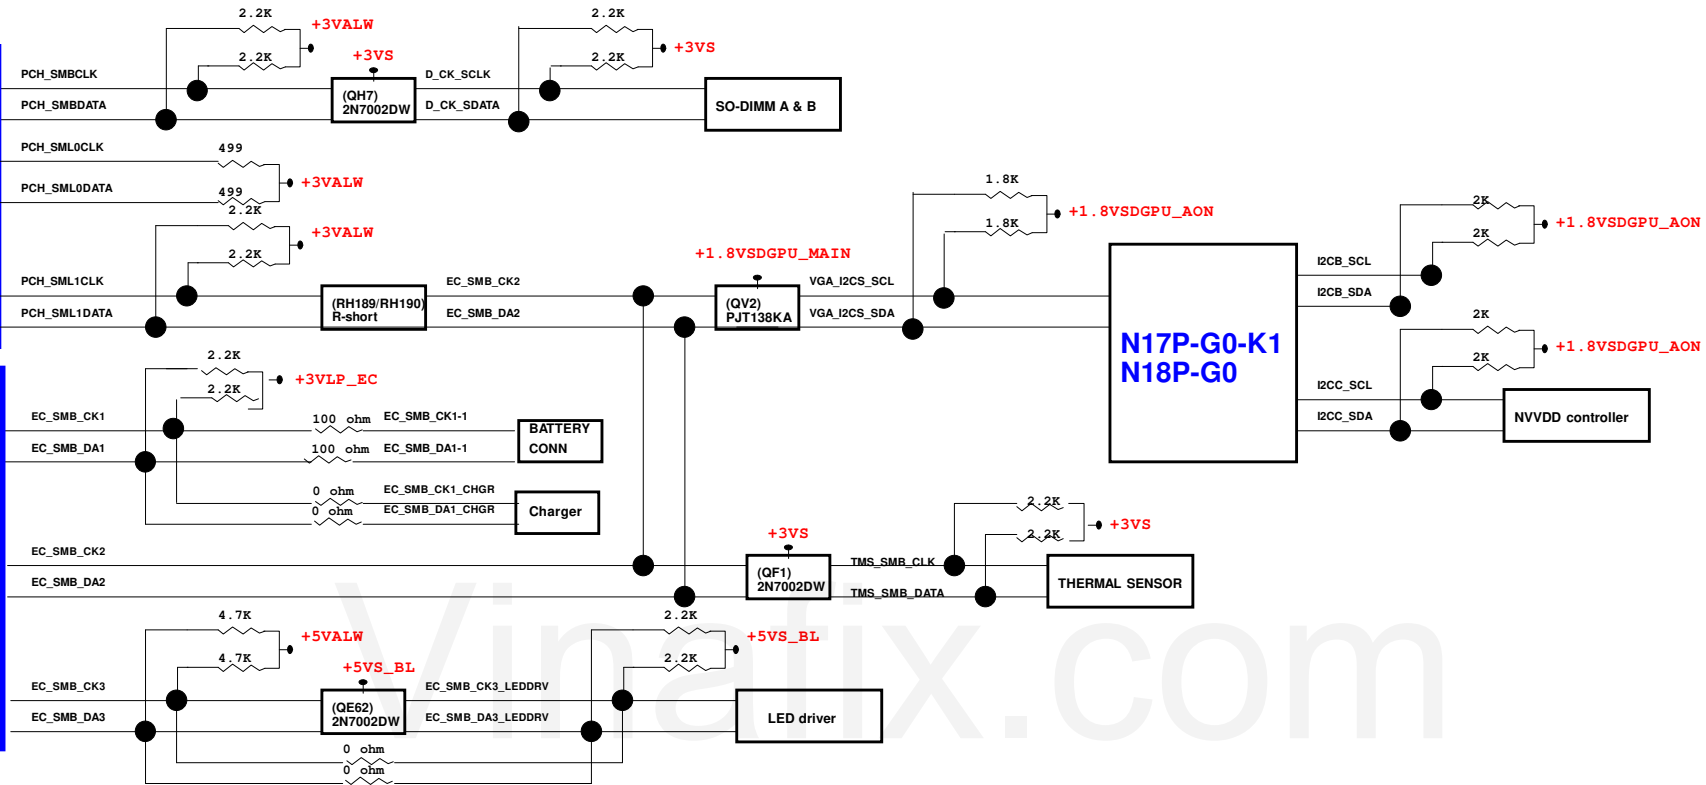 2.2K
+3VALW
2.2K
+3VS
PCH_SMBCLK
PCH_SMBDATA
(QH7)
2N7002DW
D_CK_SCLK
D_CK_SDATA
2.2K
2.2K
+3VS
SO-DIMM A & B
PCH_SML0CLK
499
+3VALW
PCH_SML0DATA
499
2.2K
+3VALW
2.2K
PCH_SML1CLK
PCH_SML1DATA
(RH189/RH190)
R-short
EC_SMB_CK2
EC_SMB_DA2
+1.8VSDGPU_MAIN
(QV2)
PJT138KA
VGA_I2CS_SCL
VGA_I2CS_SDA
1.8K
1.8K
+1.8VSDGPU_AON
N17P-G0-K1
N18P-G0
I2CB_SCL
I2CB_SDA
2K
2K
+1.8VSDGPU_AON
I2CC_SCL
I2CC_SDA
2K
2K
+1.8VSDGPU_AON
NVVDD controller
2.2K
2.2K
+3VLP_EC
EC_SMB_CK1
EC_SMB_DA1
100 ohm
EC_SMB_CK1-1
100 ohm
EC_SMB_DA1-1
BATTERY
CONN
0 ohm
EC_SMB_CK1_CHGR
0 ohm
EC_SMB_DA1_CHGR
Charger
EC_SMB_CK2
EC_SMB_DA2
+3VS
(QF1)
2N7002DW
TMS_SMB_CLK
TMS_SMB_DATA
2.2K
2.2K
+3VS
THERMAL SENSOR
4.7K
4.7K
+5VALW
+5VS_BL
EC_SMB_CK3
EC_SMB_DA3
(QE62)
2N7002DW
EC_SMB_CK3_LEDDRV
EC_SMB_DA3_LEDDRV
2.2K
2.2K
+5VS_BL
LED driver
0 ohm
0 ohm
Vinafix.com